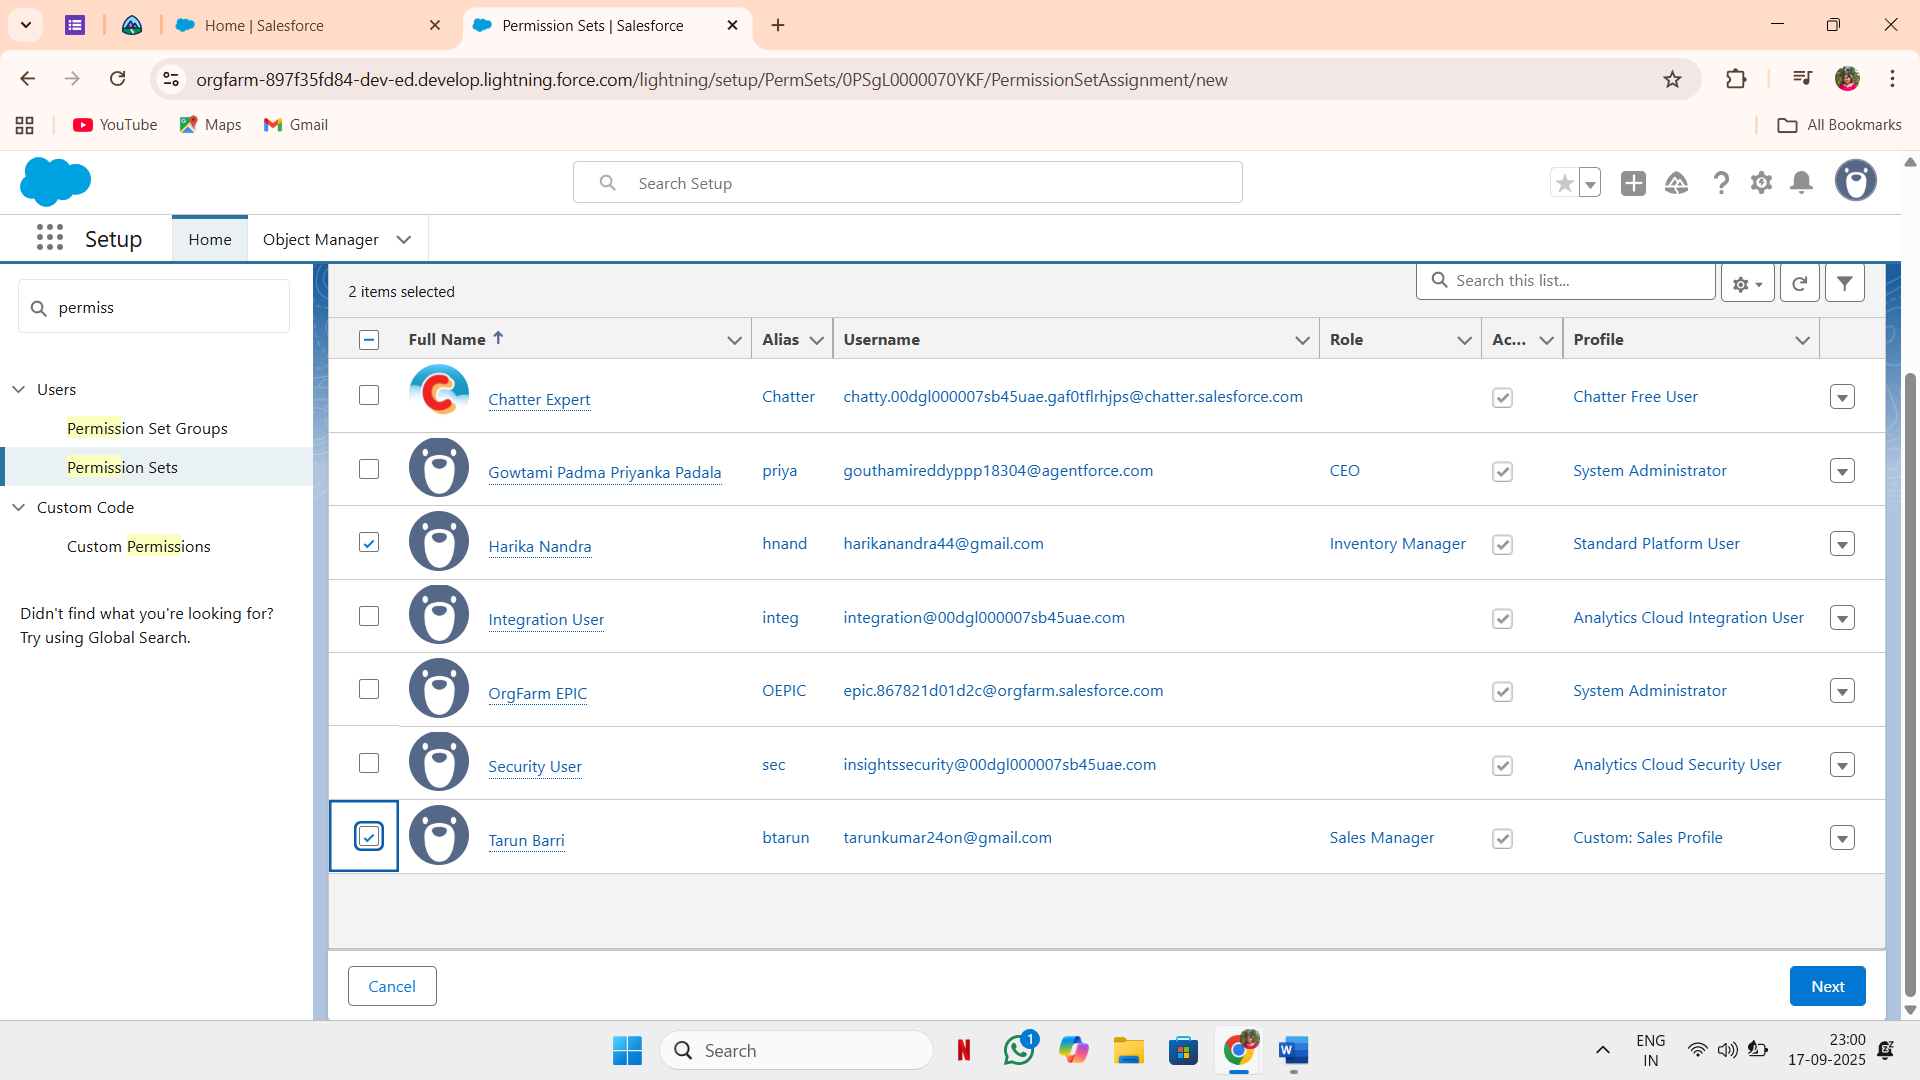 Home | Salesforce
Permission Sets | Salesforce
orgfarm-897f35fd84-dev-ed.develop.lightning.force.com/lightning/setup/PermSets/0PSgL0000070YKF/PermissionSetAssignment/new
YouTube
Maps
Gmail
All Bookmarks
Search Setup
Setup
Home
Object Manager
permiss
Users
Permission Set Groups
Permission Sets
Custom Code
Custom Permissions
Didn't find what you're looking for?
Try using Global Search.
2 items selected
Search this list...
Full Name Alias Username Role Ac... Profile
Chatter Expert Chatter chatty.00dgl000007sb45uae.gaf0tflrhjps@chatter.salesforce.com Chatter Free User
Gowtami Padma Priyanka Padala priya gouthamireddyppp18304@agentforce.com CEO System Administrator
Harika Nandra hnand harikanandra44@gmail.com Inventory Manager Standard Platform User
Integration User integ integration@00dgl000007sb45uae.com Analytics Cloud Integration User
OrgFarm EPIC OEPIC epic.867821d01d2c@orgfarm.salesforce.com System Administrator
Security User sec insightssecurity@00dgl000007sb45uae.com Analytics Cloud Security User
Tarun Barri btarun tarunkumar24on@gmail.com Sales Manager Custom: Sales Profile
Cancel
Next
Search
1
ENG
IN
23:00
17-09-2025